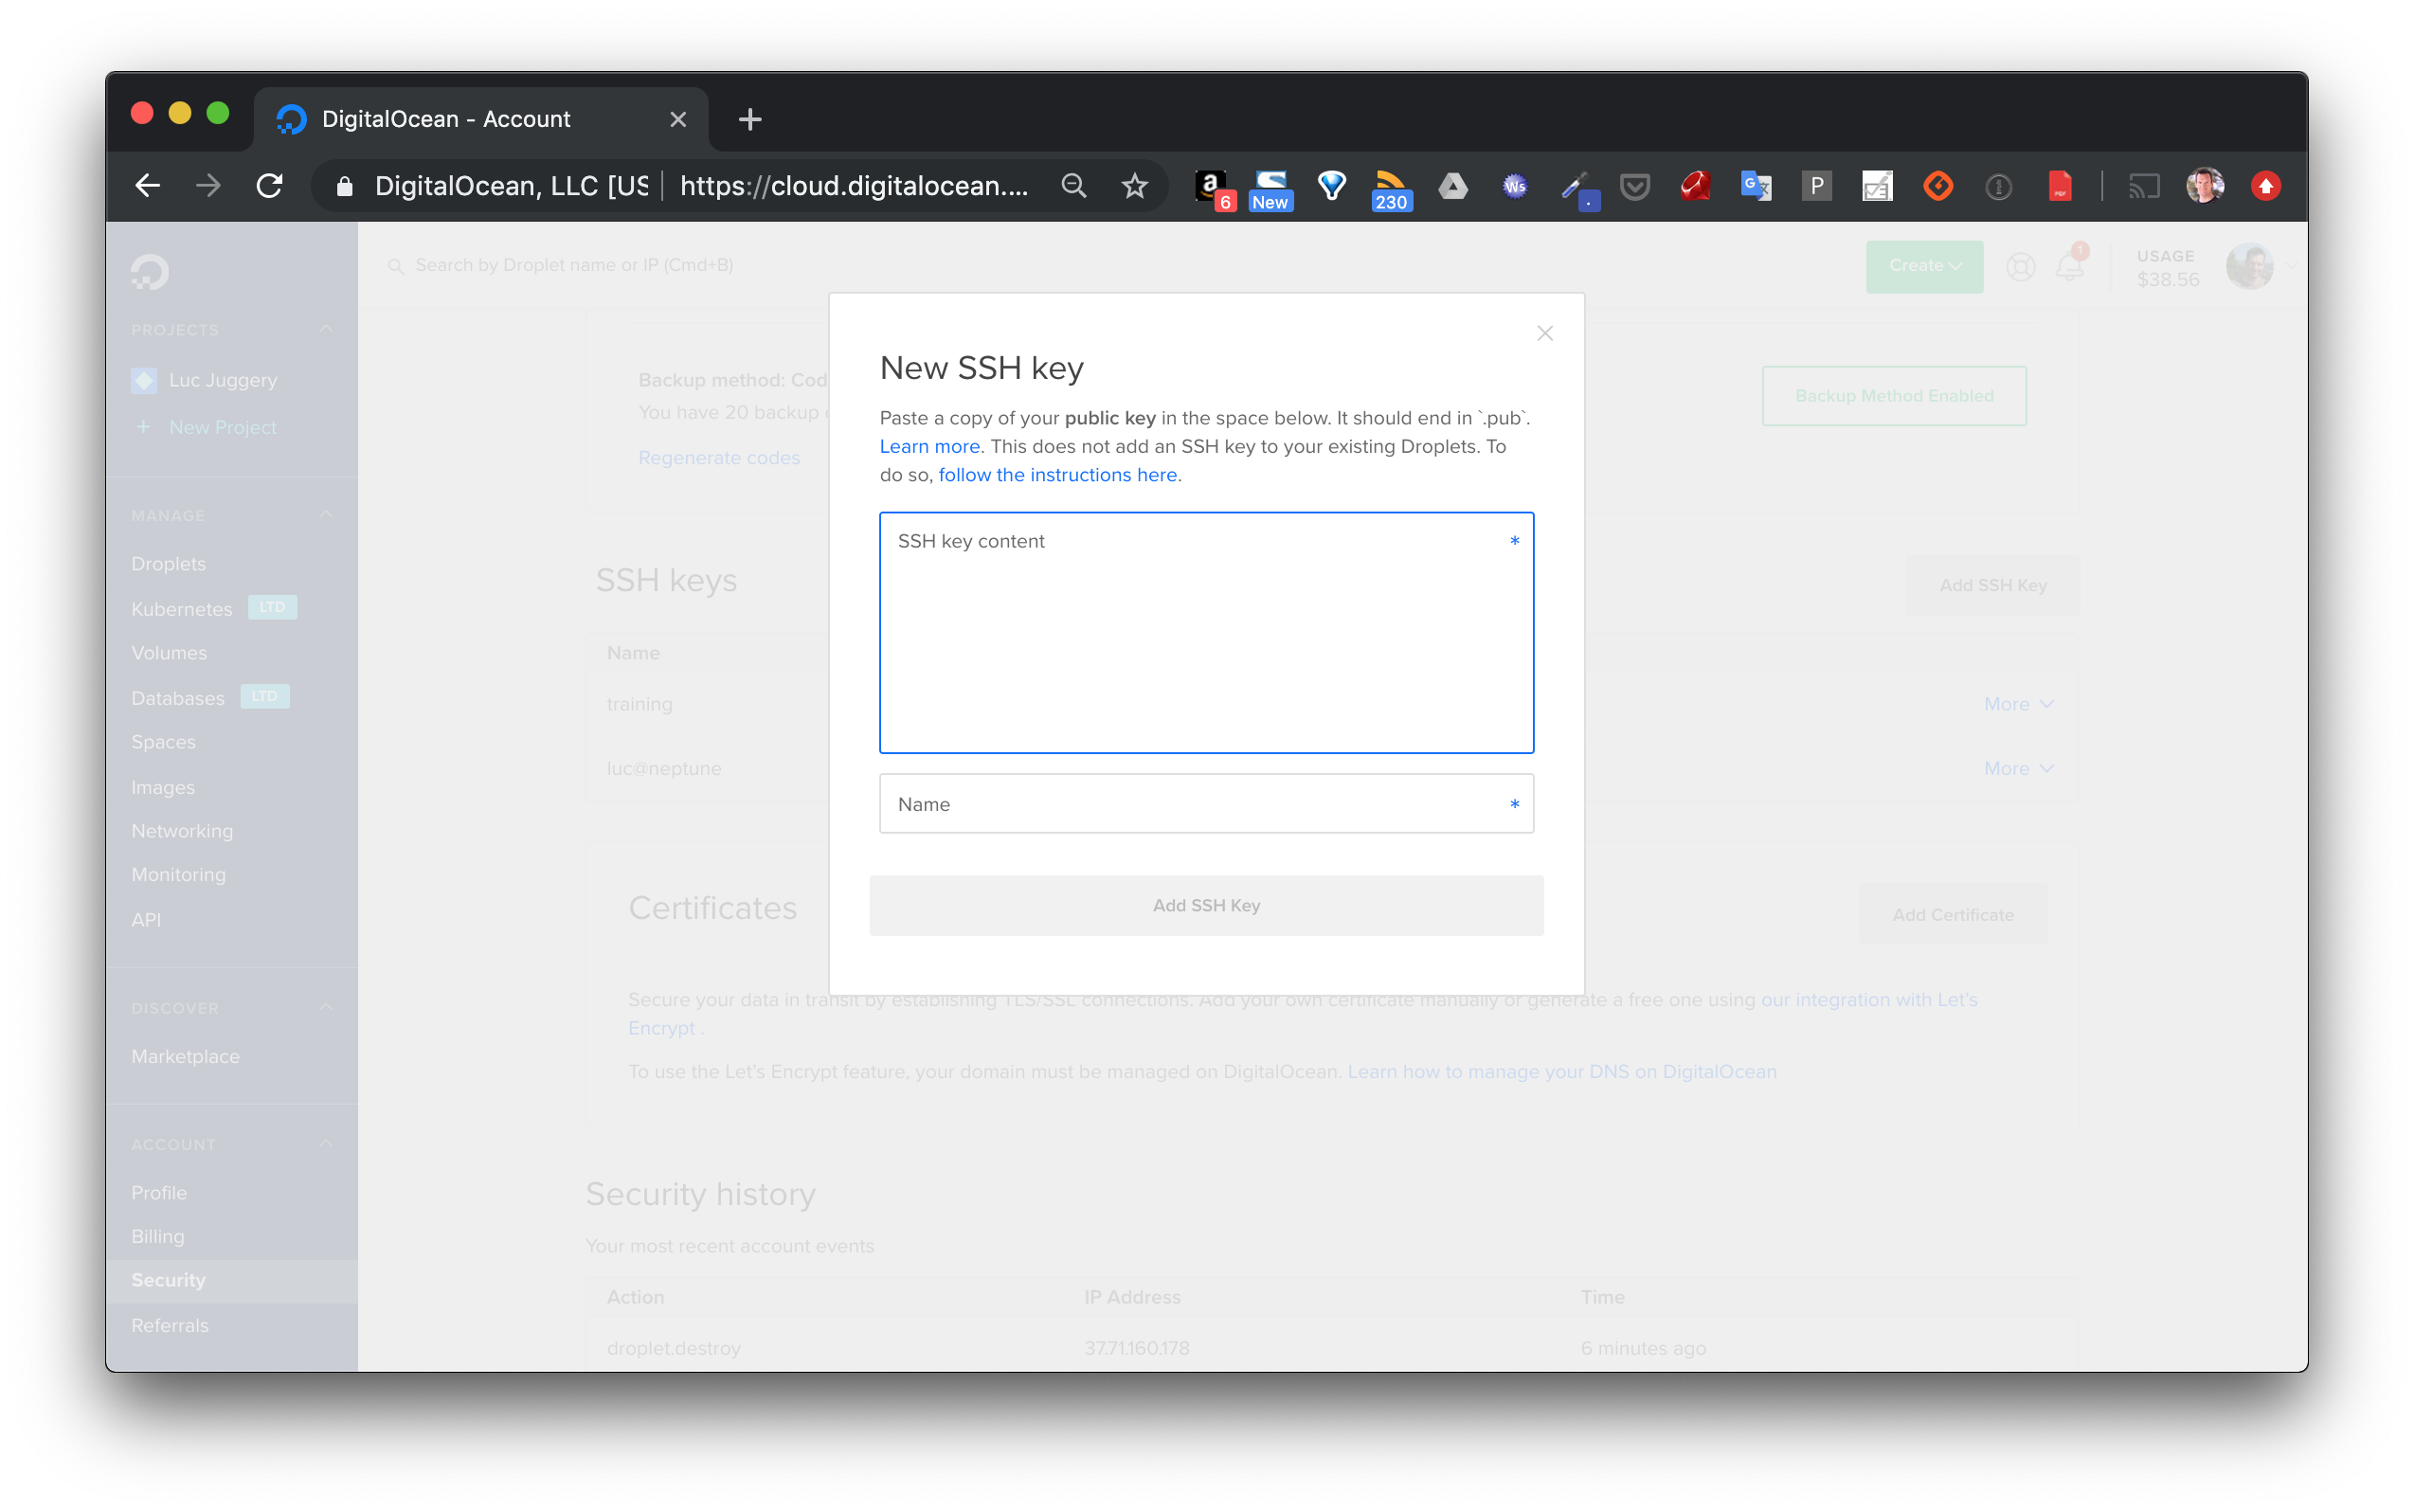 DigitalOcean - Account
DigitalOcean, LLC [US
https://cloud.digitalocean....
6
New
230
Ws
G
P
PDF
Search by Droplet name or IP (Cmd+B)
Create
1
USAGE
$38.56
PROJECTS
Luc Juggery
+ New Project
MANAGE
Droplets
Kubernetes LTD
Volumes
Databases LTD
Spaces
Images
Networking
Monitoring
API
DISCOVER
Marketplace
ACCOUNT
Profile
Billing
Security
Referrals
Backup method: Cod
You have 20 backup
Regenerate codes
Backup Method Enabled
New SSH key
Paste a copy of your public key in the space below. It should end in `.pub`.
Learn more. This does not add an SSH key to your existing Droplets. To
do so, follow the instructions here.
SSH key content *
Name *
Add SSH Key
SSH keys
Add SSH Key
Name
training
More
luc@neptune
More
Certificates
Add Certificate
Secure your data in transit by establishing TLS/SSL connections. Add your own certificate manually or generate a free one using our integration with Let's
Encrypt .
To use the Let's Encrypt feature, your domain must be managed on DigitalOcean. Learn how to manage your DNS on DigitalOcean
Security history
Your most recent account events
Action IP Address Time
droplet.destroy 37.71.160.178 6 minutes ago